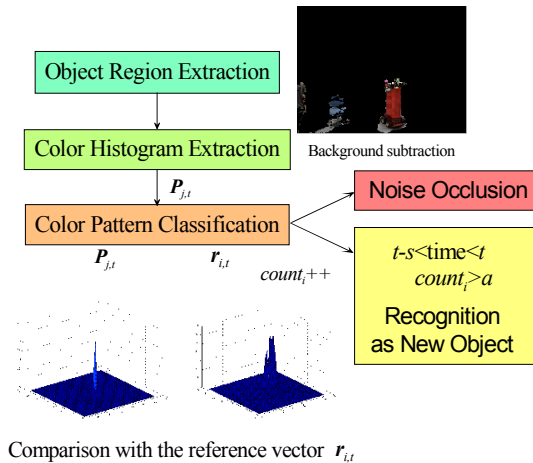 Object Region Extraction
Background subtraction
Color Histogram Extraction
P_{j,t}
Color Pattern Classification
Noise Occlusion
P_{j,t}
r_{i,t}
count_i++
t-s<time<t
count_i>a
Recognition
as New Object
Comparison with the reference vector r_{i,t}